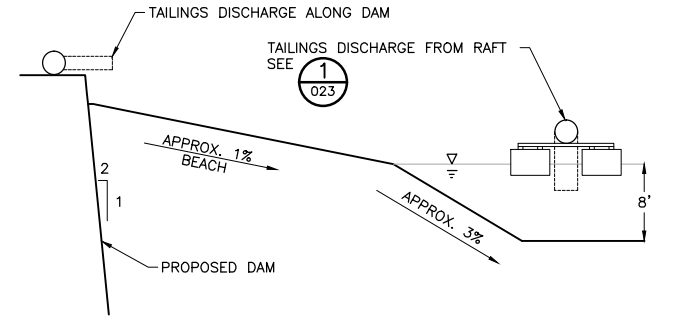 TAILINGS DISCHARGE ALONG DAM
TAILINGS DISCHARGE FROM RAFT
SEE
1
023
APPROX. 1%
BEACH
2
1
8'
APPROX. 3%
PROPOSED DAM